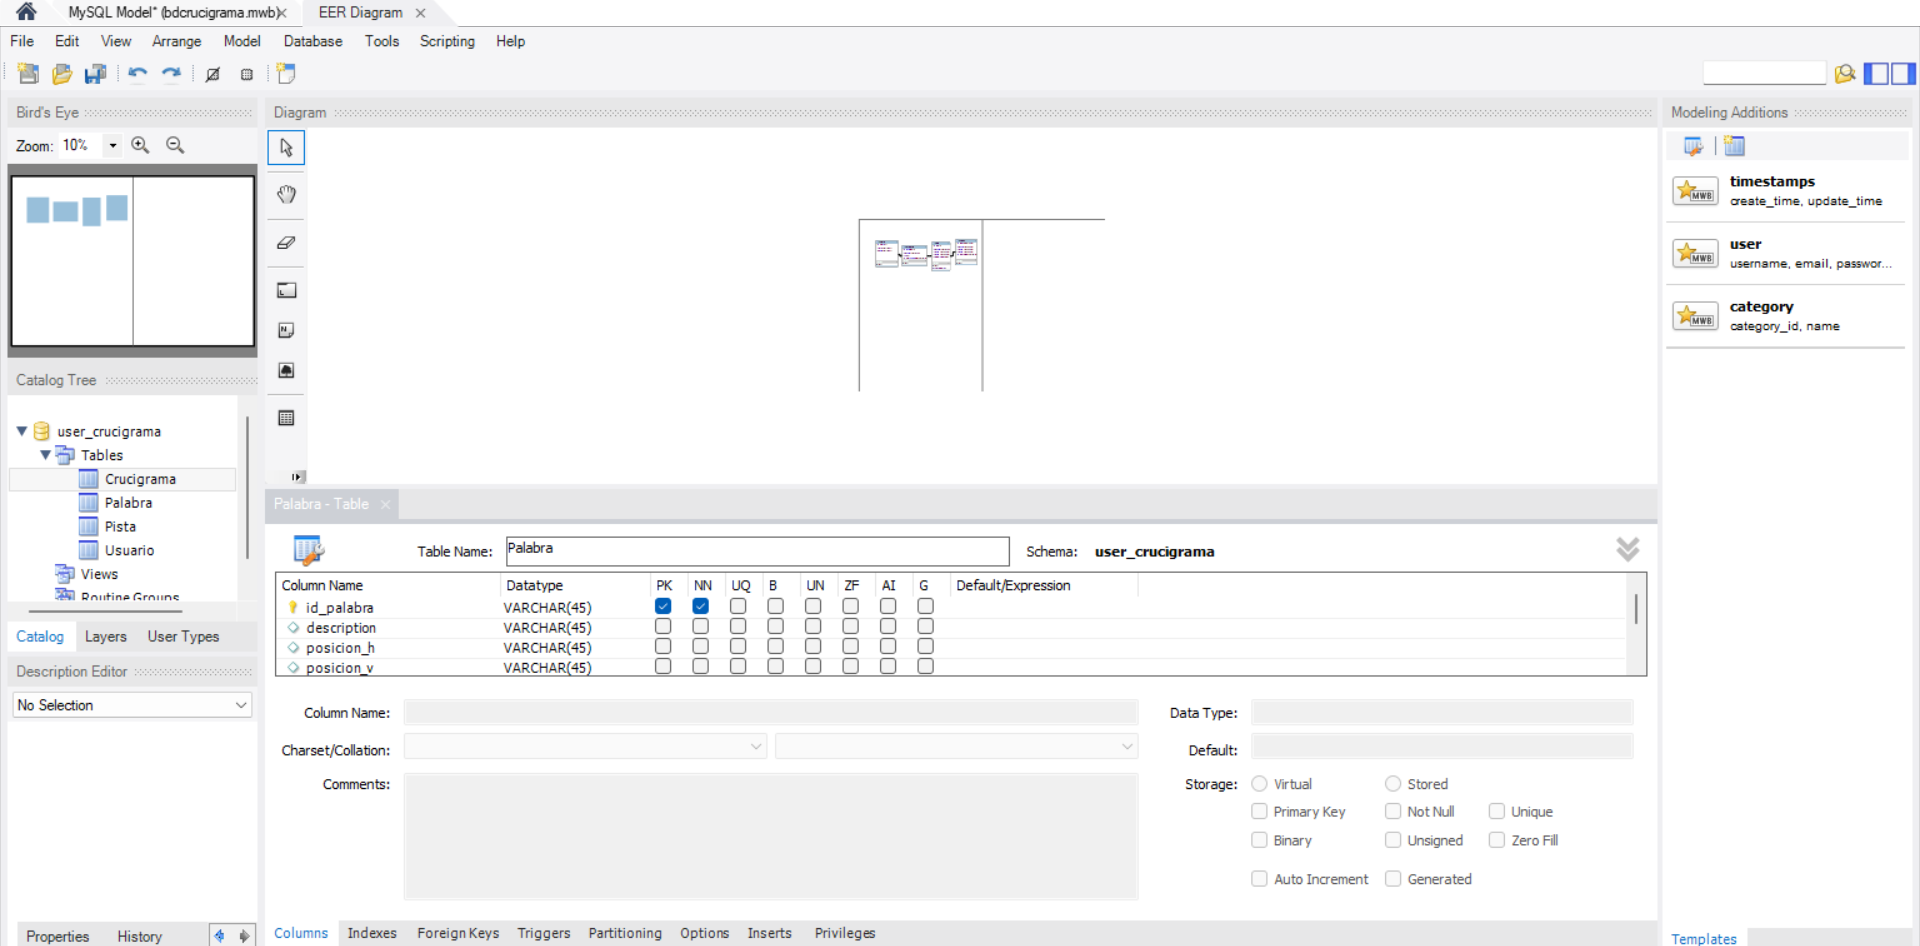 MySQL Model* (bdcrucigrama.mwb)
EER Diagram
File Edit View Arrange Model Database Tools Scripting Help
Bird's Eye
Zoom: 10%
Diagram
Modeling Additions
timestamps
create_time, update_time
user
username, email, passwor...
category
category_id, name
Catalog Tree
user_crucigrama
Tables
Crucigrama
Palabra
Pista
Usuario
Views
Routine Groups
Catalog Layers User Types
Description Editor
No Selection
Properties History
Palabra - Table
Table Name: Palabra Schema: user_crucigrama
Column Name Datatype PK NN UQ B UN ZF AI G Default/Expression
id_palabra VARCHAR(45)
description VARCHAR(45)
posicion_h VARCHAR(45)
posicion_v VARCHAR(45)
Column Name: Data Type:
Charset/Collation: Default:
Comments: Storage: Virtual Stored
Primary Key Not Null Unique
Binary Unsigned Zero Fill
Auto Increment Generated
Columns Indexes Foreign Keys Triggers Partitioning Options Inserts Privileges
Templates